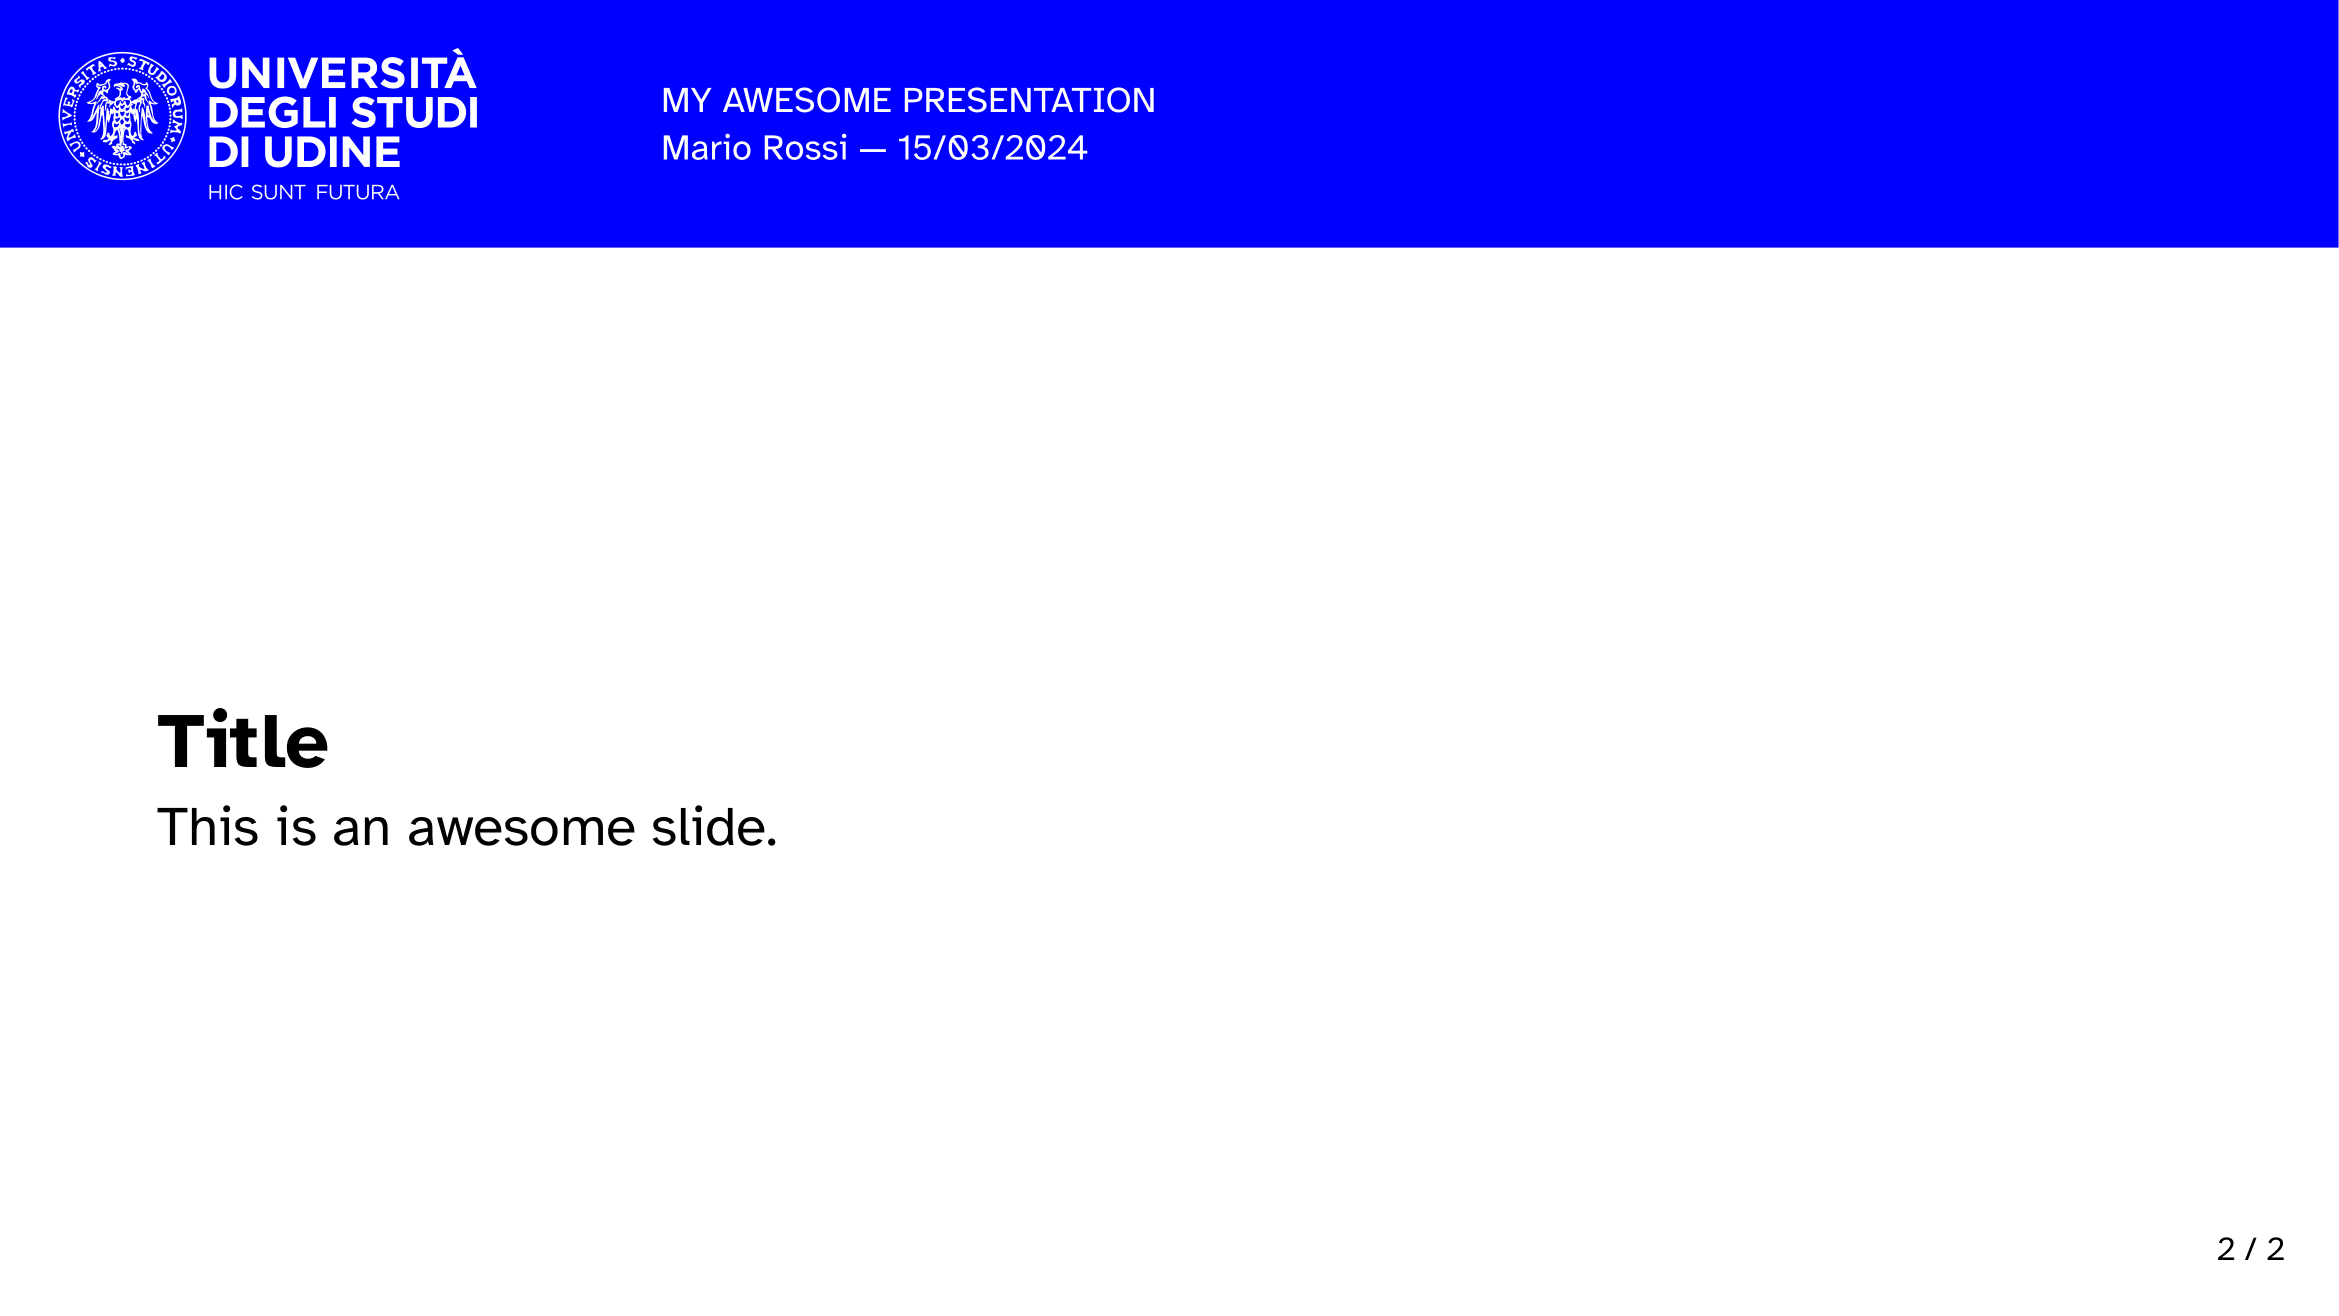 UNIVERSITAS • STUDIORUM • UTINENSIS •
UNIVERSITÀ
DEGLI STUDI
DI UDINE
HIC SUNT FUTURA
MY AWESOME PRESENTATION
Mario Rossi — 15/03/2024
Title
This is an awesome slide.
2 / 2